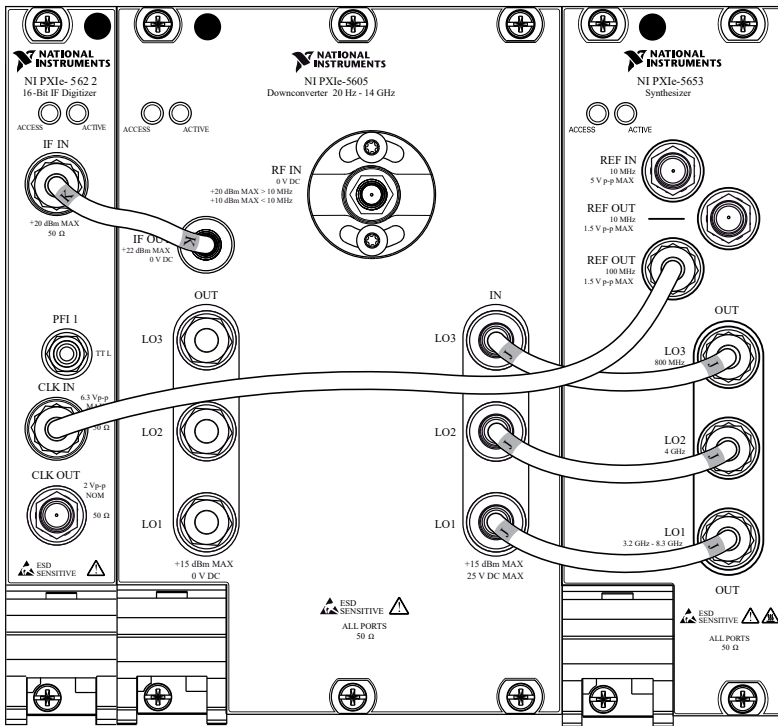 NATIONAL
INSTRUMENTS
NI PXIe- 562 2
16-Bit IF Digitizer
ACCESS
ACTIVE
IF IN
K
+20 dBm MAX
50 Ω
PFI 1
TT L
CLK IN
6.3 Vp-p
50 Ω
CLK OUT
2 Vp-p
NOM
50 Ω
ESD
SENSITIVE
NATIONAL
INSTRUMENTS
NI PXIe-5605
Downconverter 20 Hz - 14 GHz
ACCESS
ACTIVE
RF IN
0 V DC
+20 dBm MAX > 10 MHz
+10 dBm MAX < 10 MHz
K
IF OUT
+22 dBm MAX
0 V DC
OUT
LO3
LO2
LO1
+15 dBm MAX
0 V DC
IN
LO3
J
LO2
J
LO1
J
+15 dBm MAX
25 V DC MAX
ESD
SENSITIVE
ALL PORTS
50 Ω
NATIONAL
INSTRUMENTS
NI PXIe-5653
Synthesizer
ACCESS
ACTIVE
REF IN
10 MHz
5 V p-p MAX
REF OUT
10 MHz
1.5 V p-p MAX
REF OUT
100 MHz
1.5 V p-p MAX
OUT
LO3
800 MHz
J
LO2
4 GHz
J
LO1
3.2 GHz - 8.3 GHz
J
OUT
ESD
SENSITIVE
ALL PORTS
50 Ω